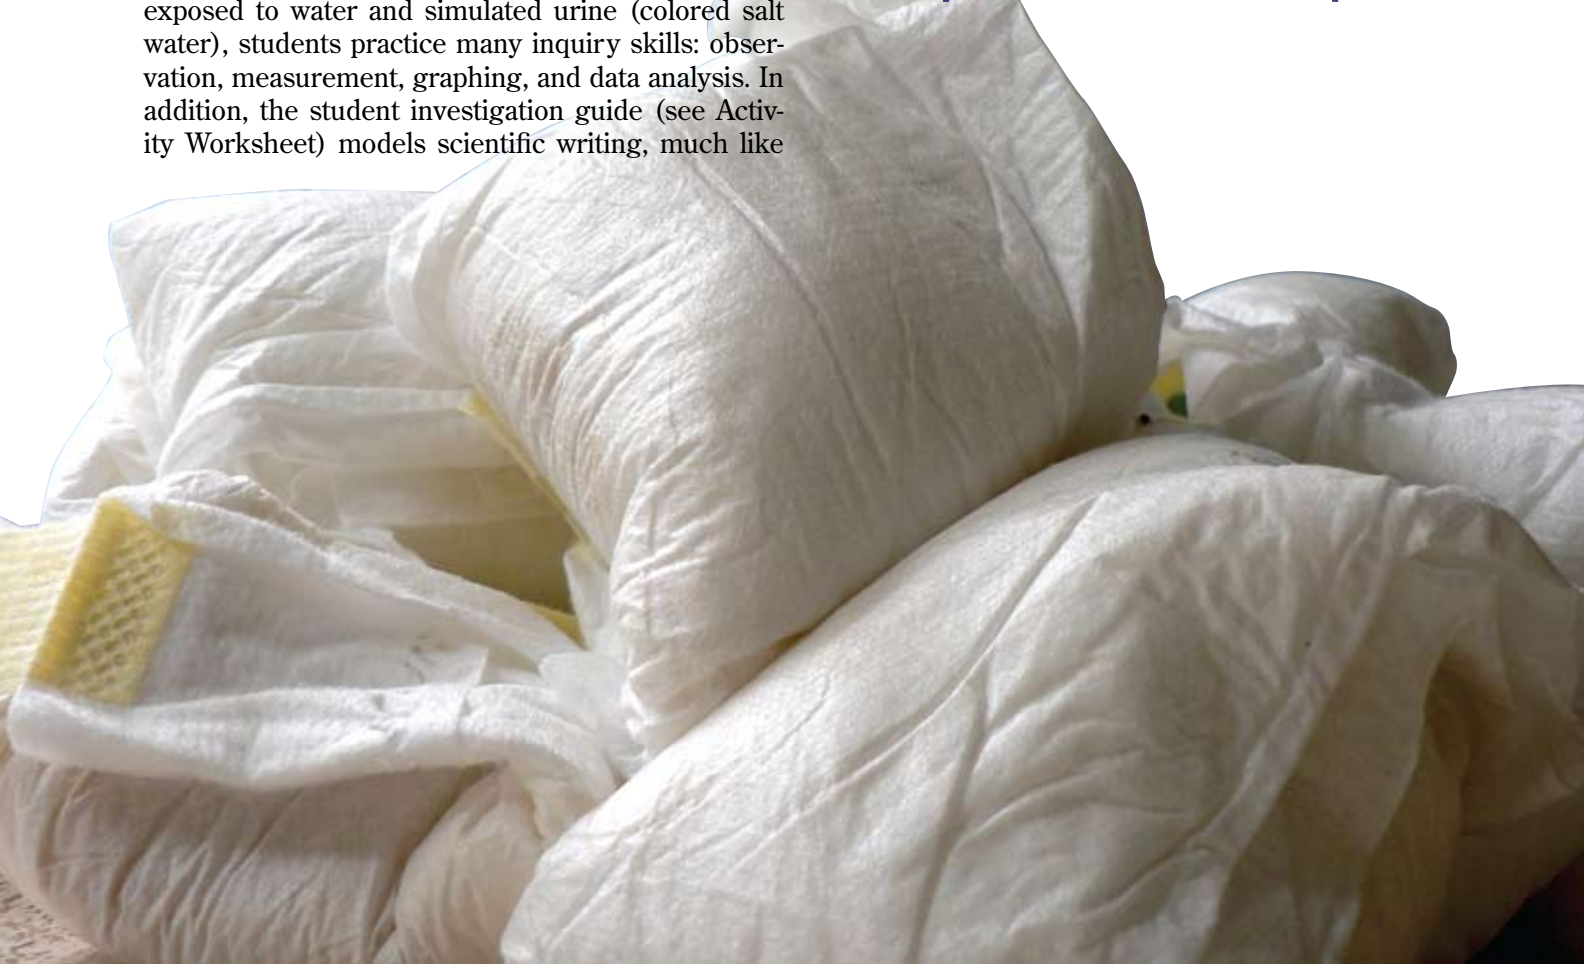 exposed to water and simulated urine (colored salt
water), students practice many inquiry skills: obser-
vation, measurement, graphing, and data analysis. In
addition, the student investigation guide (see Activ-
ity Worksheet) models scientific writing, much like